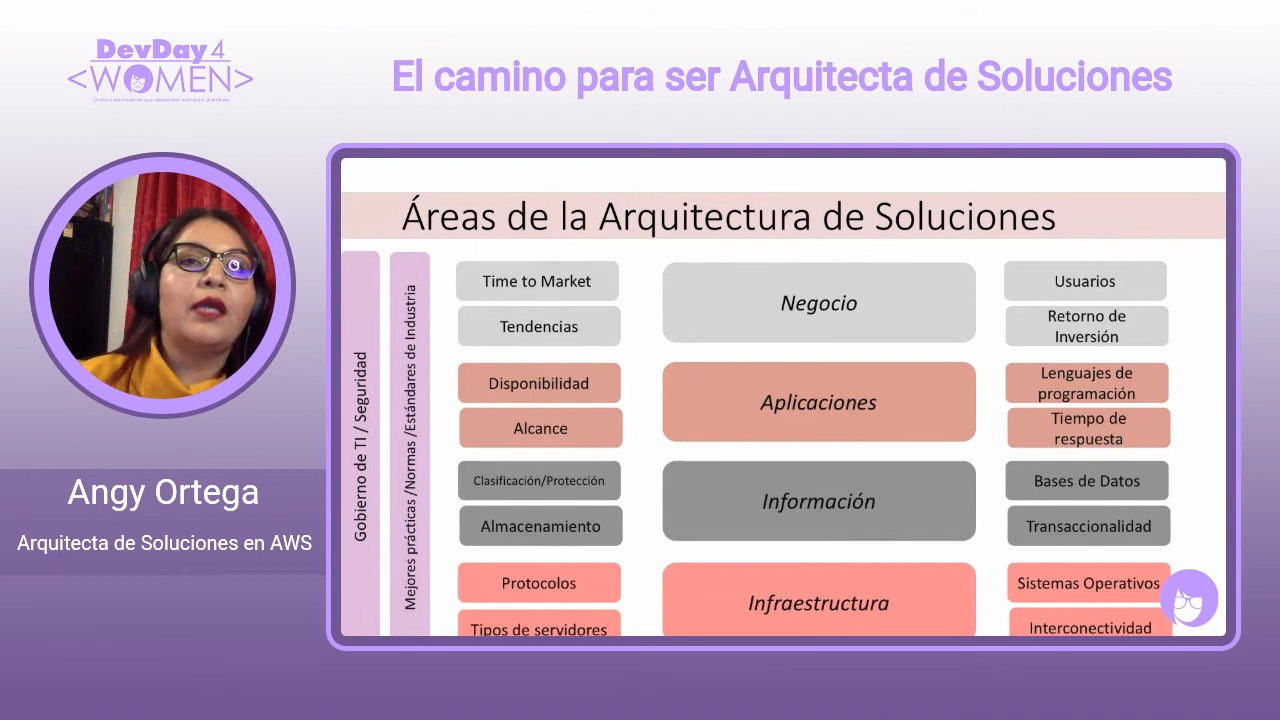 DevDay4
<WOMEN>
El camino para ser Arquitecta de Soluciones
Angy Ortega
Arquitecta de Soluciones en AWS
Áreas de la Arquitectura de Soluciones
Gobierno de TI / Seguridad
Mejores prácticas /Normas /Estándares de Industria
Time to Market
Tendencias
Negocio
Usuarios
Retorno de
Inversión
Disponibilidad
Alcance
Aplicaciones
Lenguajes de
programación
Tiempo de
respuesta
Clasificación/Protección
Almacenamiento
Información
Bases de Datos
Transaccionalidad
Protocolos
Tipos de servidores
Infraestructura
Sistemas Operativos
Interconectividad